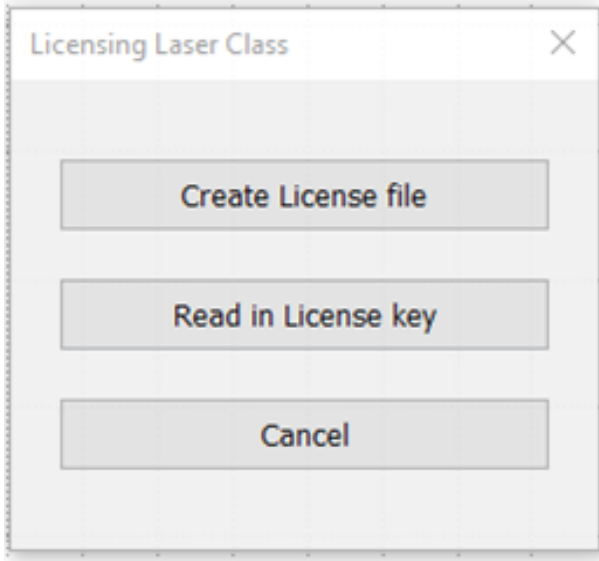 Licensing Laser Class
Create License file
Read in License key
Cancel